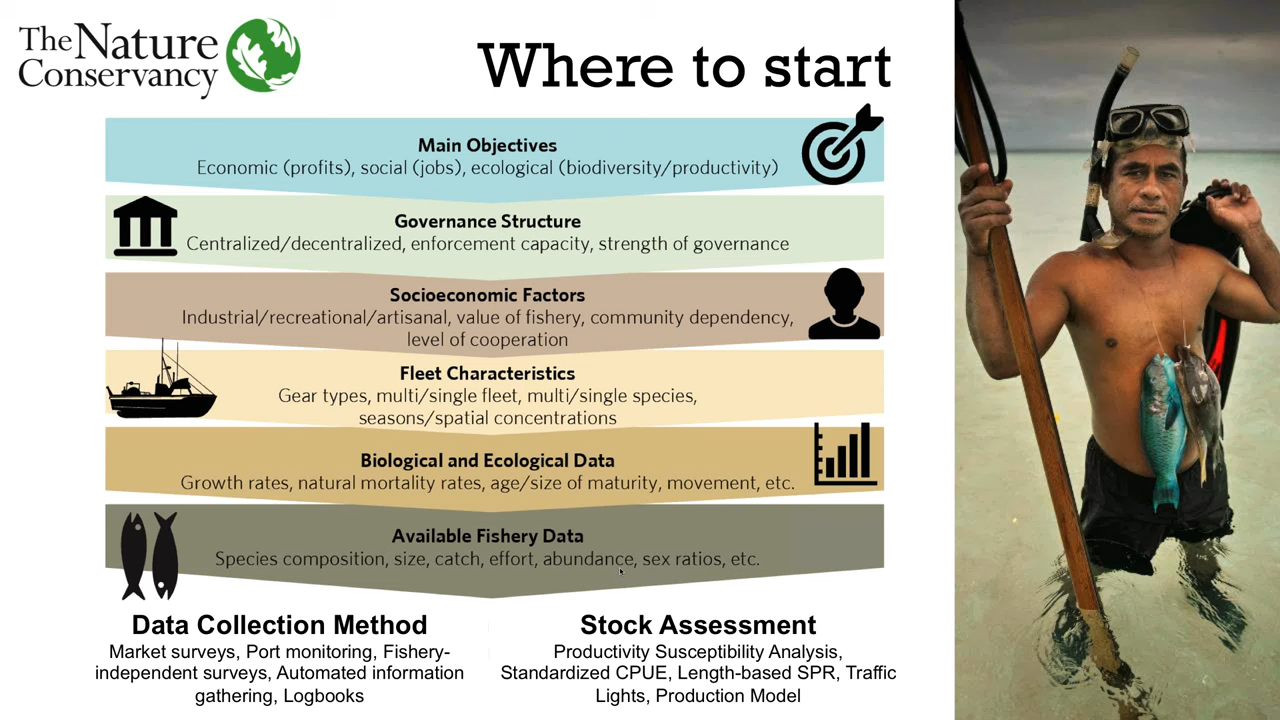 The Nature
Conservancy
Where to start
Main Objectives
Economic (profits), social (jobs), ecological (biodiversity/productivity)
Governance Structure
Centralized/decentralized, enforcement capacity, strength of governance
Socioeconomic Factors
Industrial/recreational/artisanal, value of fishery, community dependency,
level of cooperation
Fleet Characteristics
Gear types, multi/single fleet, multi/single species,
seasons/spatial concentrations
Biological and Ecological Data
Growth rates, natural mortality rates, age/size of maturity, movement, etc.
Available Fishery Data
Species composition, size, catch, effort, abundance, sex ratios, etc.
Data Collection Method
Market surveys, Port monitoring, Fishery-
independent surveys, Automated information
gathering, Logbooks
Stock Assessment
Productivity Susceptibility Analysis,
Standardized CPUE, Length-based SPR, Traffic
Lights, Production Model